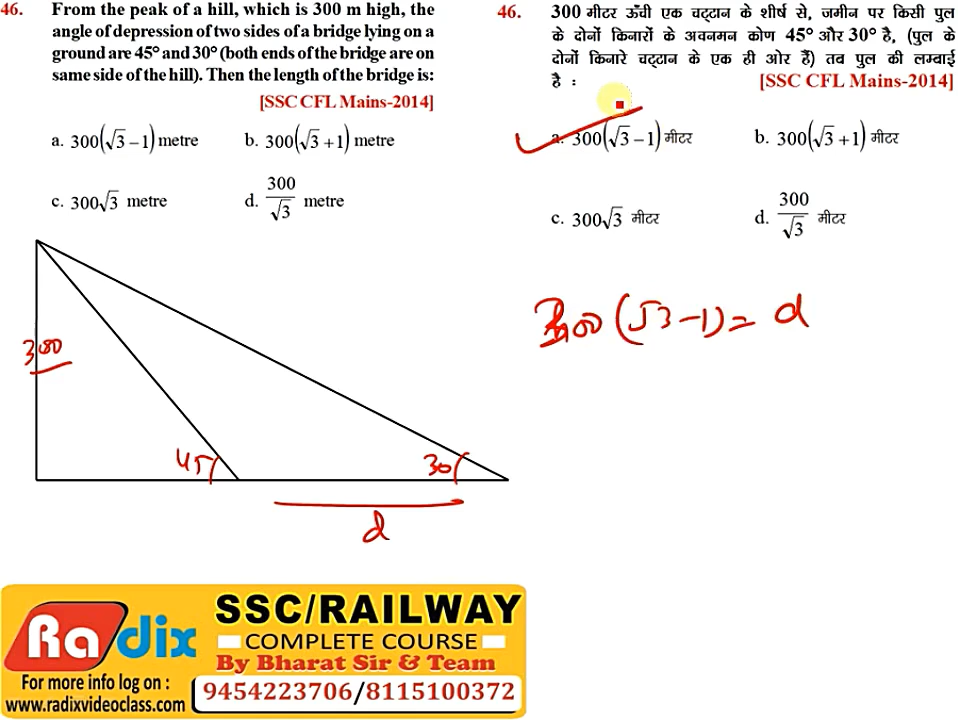 46. From the peak of a hill, which is 300 m high, the
angle of depression of two sides of a bridge lying on a
ground are 45° and 30° (both ends of the bridge are on
same side of the hill). Then the length of the bridge is:
[SSC CFL Mains-2014]
a. 300(√3 − 1) metre b. 300(√3 + 1) metre
c. 300√3 metre d. 300/√3 metre
46. 300 मीटर ऊँची एक चट्टान के शीर्ष से, जमीन पर किसी पुल
के दोनों किनारों के अवनमन कोण 45° और 30° है, (पुल के
दोनों किनारे चट्टान के एक ही ओर हैं) तब पुल की लम्बाई
है : [SSC CFL Mains-2014]
a. 300(√3 − 1) मीटर b. 300(√3 + 1) मीटर
c. 300√3 मीटर d. 300/√3 मीटर
300 (√3 − 1) = d
300
45
30
d
Radix
For more info log on :
www.radixvideoclass.com
SSC/RAILWAY
COMPLETE COURSE
By Bharat Sir & Team
9454223706/8115100372